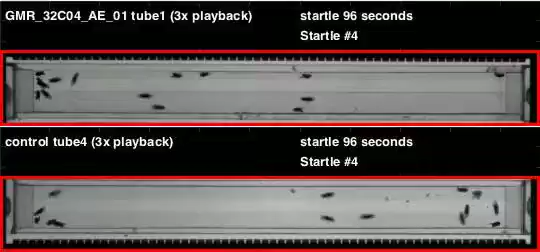 GMR_32C04_AE_01 tube1 (3x playback) startle 96 seconds
Startle #4
control tube4 (3x playback) startle 96 seconds
Startle #4